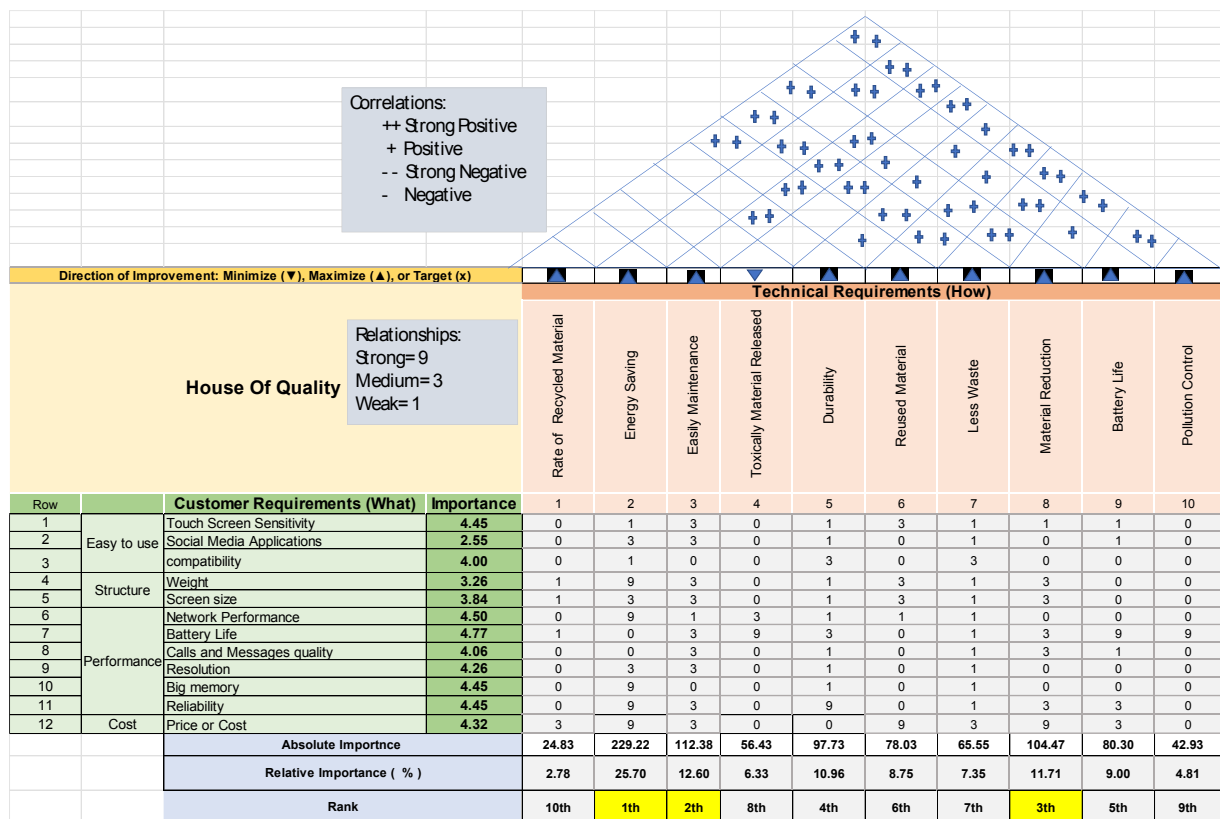 Correlations:
++ Strong Positive
+ Positive
- - Strong Negative
- Negative
Direction of Improvement: Minimize (▼), Maximize (▲), or Target (x)
Technical Requirements (How)
House Of Quality
Relationships:
Strong= 9
Medium= 3
Weak= 1
Rate of Recycled Material
Energy Saving
Easily Maintenance
Toxically Material Released
Durability
Reused Material
Less Waste
Material Reduction
Battery Life
Pollution Control
Row Customer Requirements (What) Importance 1 2 3 4 5 6 7 8 9 10
1 Touch Screen Sensitivity 4.45 0 1 3 0 1 3 1 1 1 0
2 Easy to use Social Media Applications 2.55 0 3 3 0 1 0 1 0 1 0
3 compatibility 4.00 0 1 0 0 3 0 3 0 0 0
4 Structure Weight 3.26 1 9 3 0 1 3 1 3 0 0
5 Screen size 3.84 1 3 3 0 1 3 1 3 0 0
6 Network Performance 4.50 0 9 1 3 1 1 1 0 0 0
7 Battery Life 4.77 1 0 3 9 3 0 1 3 9 9
8 Performance Calls and Messages quality 4.06 0 0 3 0 1 0 1 3 1 0
9 Resolution 4.26 0 3 3 0 1 0 1 0 0 0
10 Big memory 4.45 0 9 0 0 1 0 1 0 0 0
11 Reliability 4.45 0 9 3 0 9 0 1 3 3 0
12 Cost Price or Cost 4.32 3 9 3 0 0 9 3 9 3 0
Absolute Importnce 24.83 229.22 112.38 56.43 97.73 78.03 65.55 104.47 80.30 42.93
Relative Importance ( % ) 2.78 25.70 12.60 6.33 10.96 8.75 7.35 11.71 9.00 4.81
Rank 10th 1th 2th 8th 4th 6th 7th 3th 5th 9th